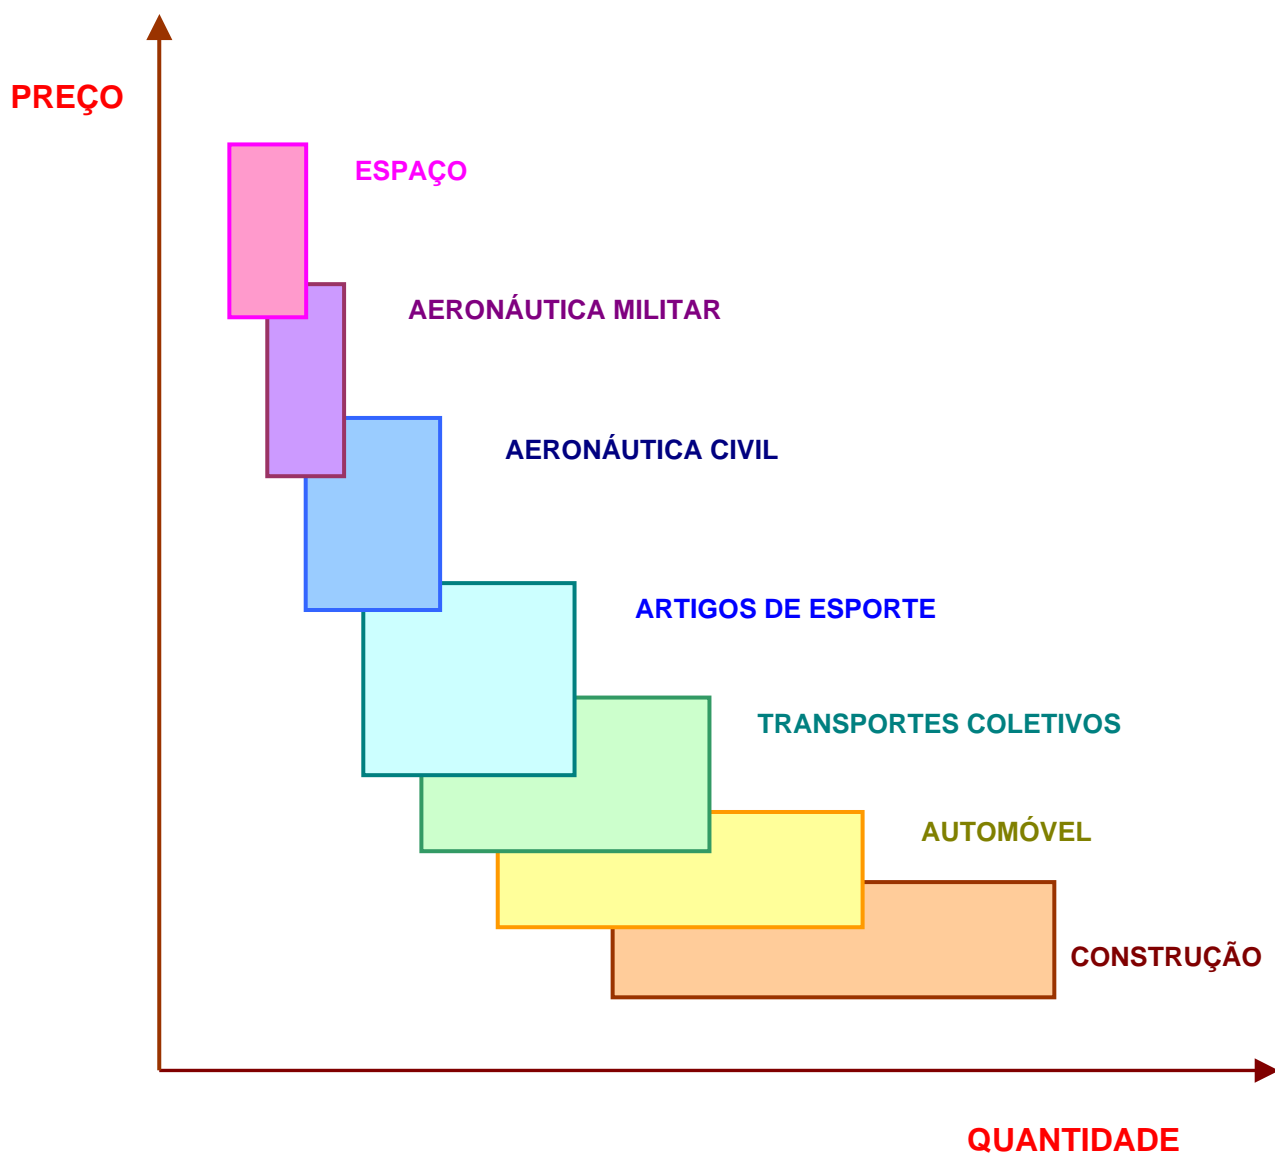 PREÇO
ESPAÇO
AERONÁUTICA MILITAR
AERONÁUTICA CIVIL
ARTIGOS DE ESPORTE
TRANSPORTES COLETIVOS
AUTOMÓVEL
CONSTRUÇÃO
QUANTIDADE